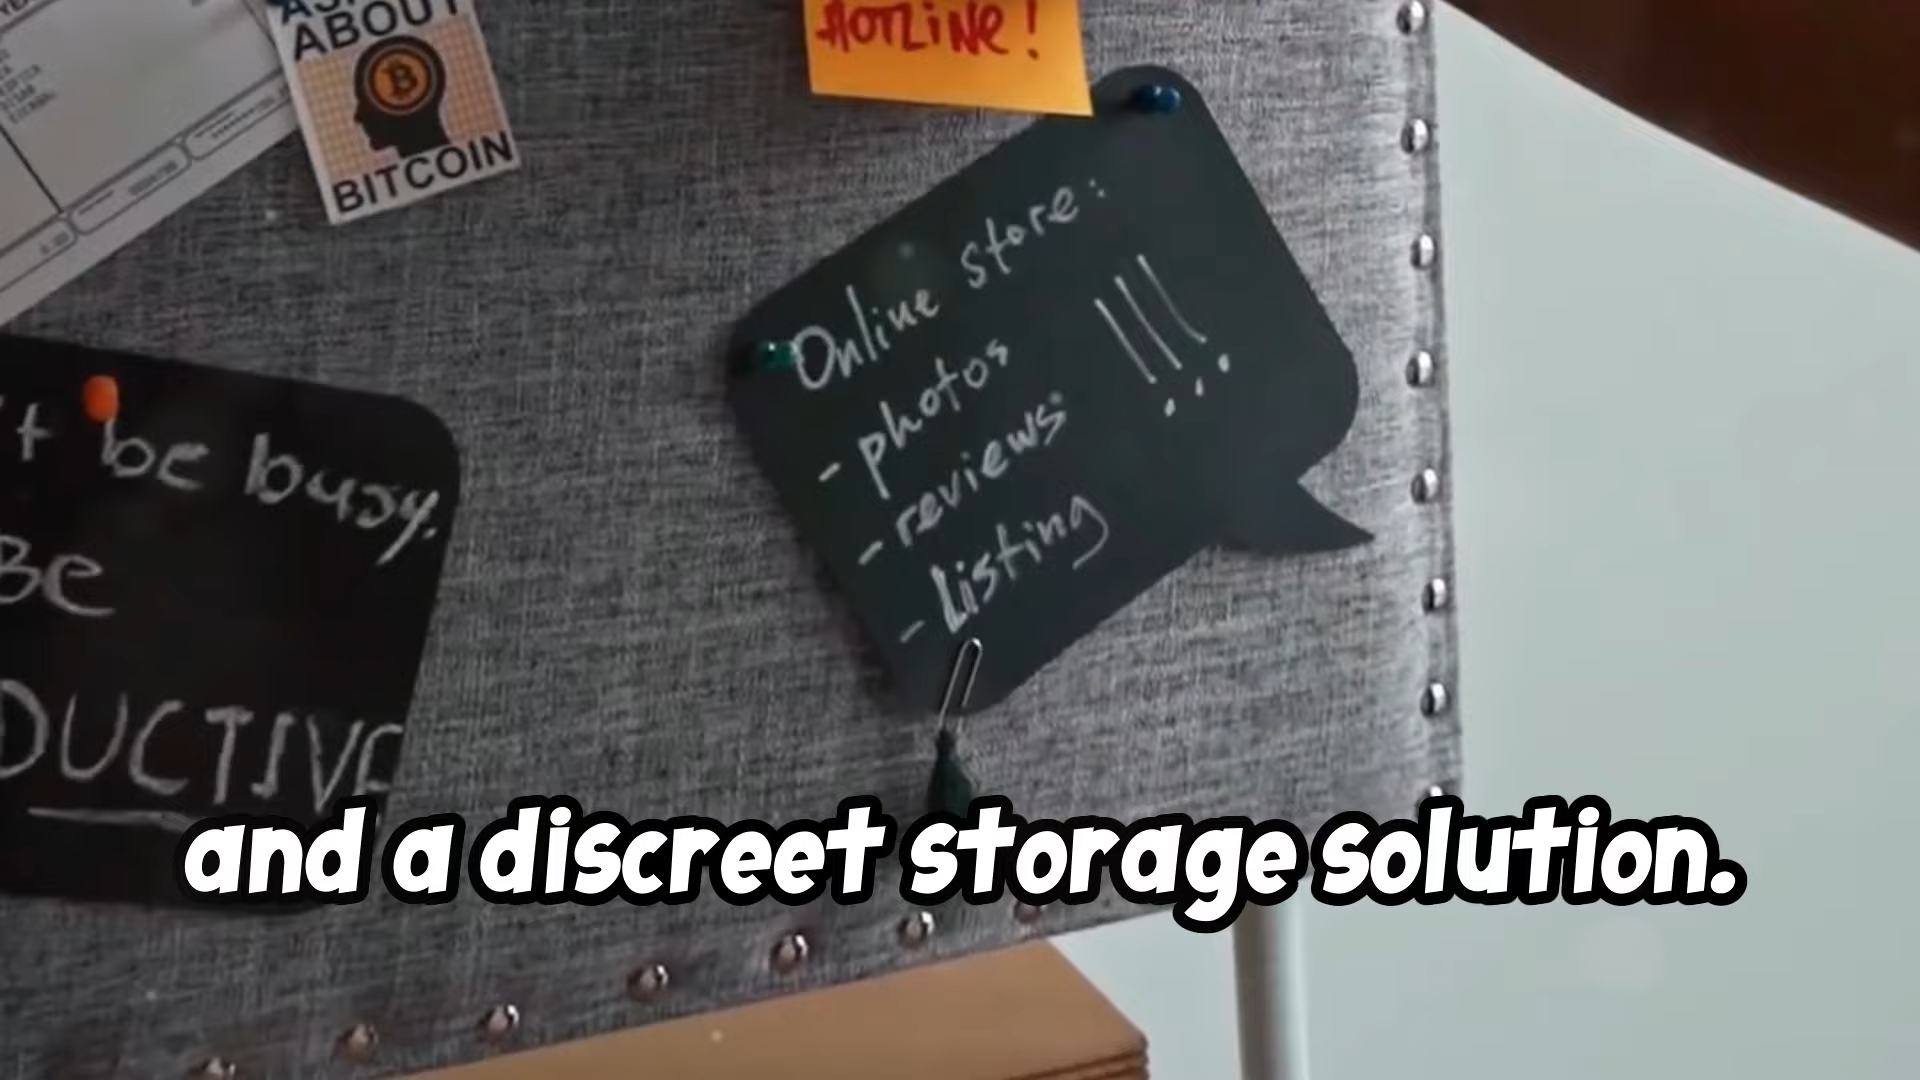 ABOUT
BITCOIN
HOTLINE!
Online store:
- photos
- reviews
- Listing
!!!
't be busy.
BE
DUCTIVE
and a discreet storage solution.